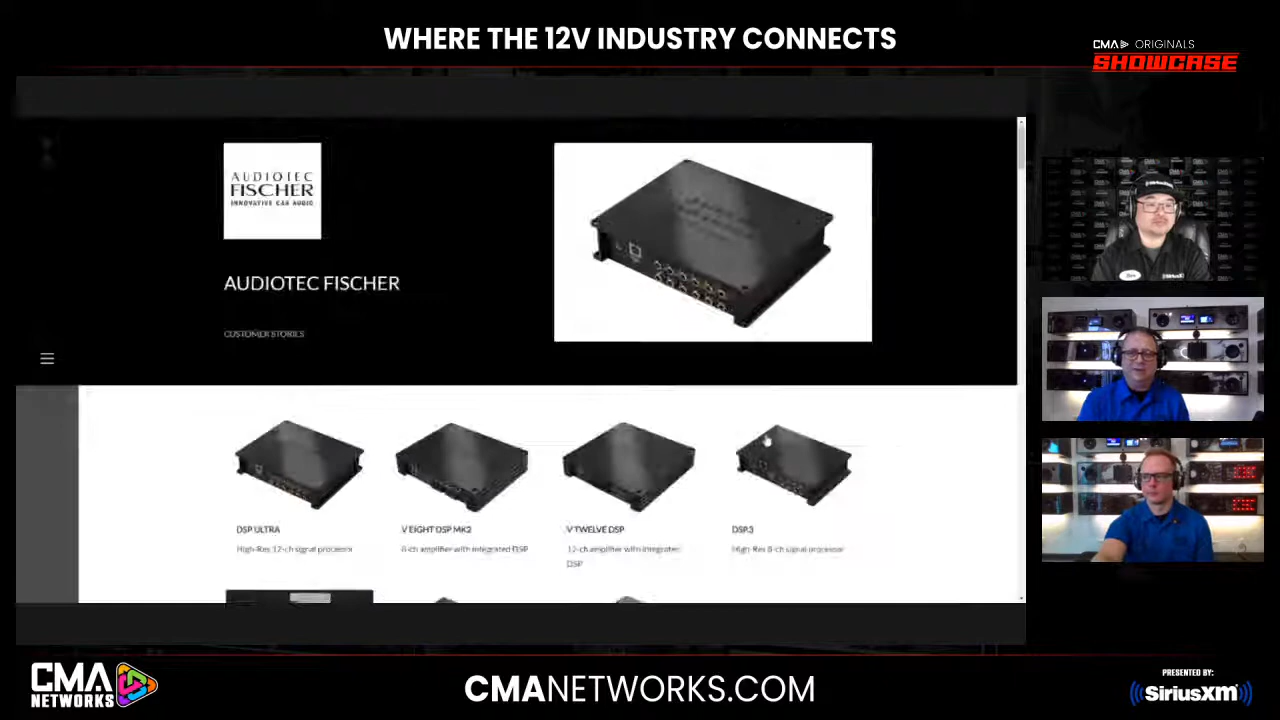 WHERE THE 12V INDUSTRY CONNECTS
CMA ORIGINALS
SHOWCASE
AUDIOTEC
FISCHER
INNOVATIVE CAR AUDIO
AUDIOTEC FISCHER
CUSTOMER STORIES
DSP ULTRA
High-Res 12-ch signal processor
V EIGHT DSP MK2
8-ch amplifier with integrated DSP
V TWELVE DSP
12-ch amplifier with integrated
DSP
DSP.3
High-Res 8-ch signal processor
CMA
NETWORKS
CMANETWORKS.COM
PRESENTED BY:
SiriusXM